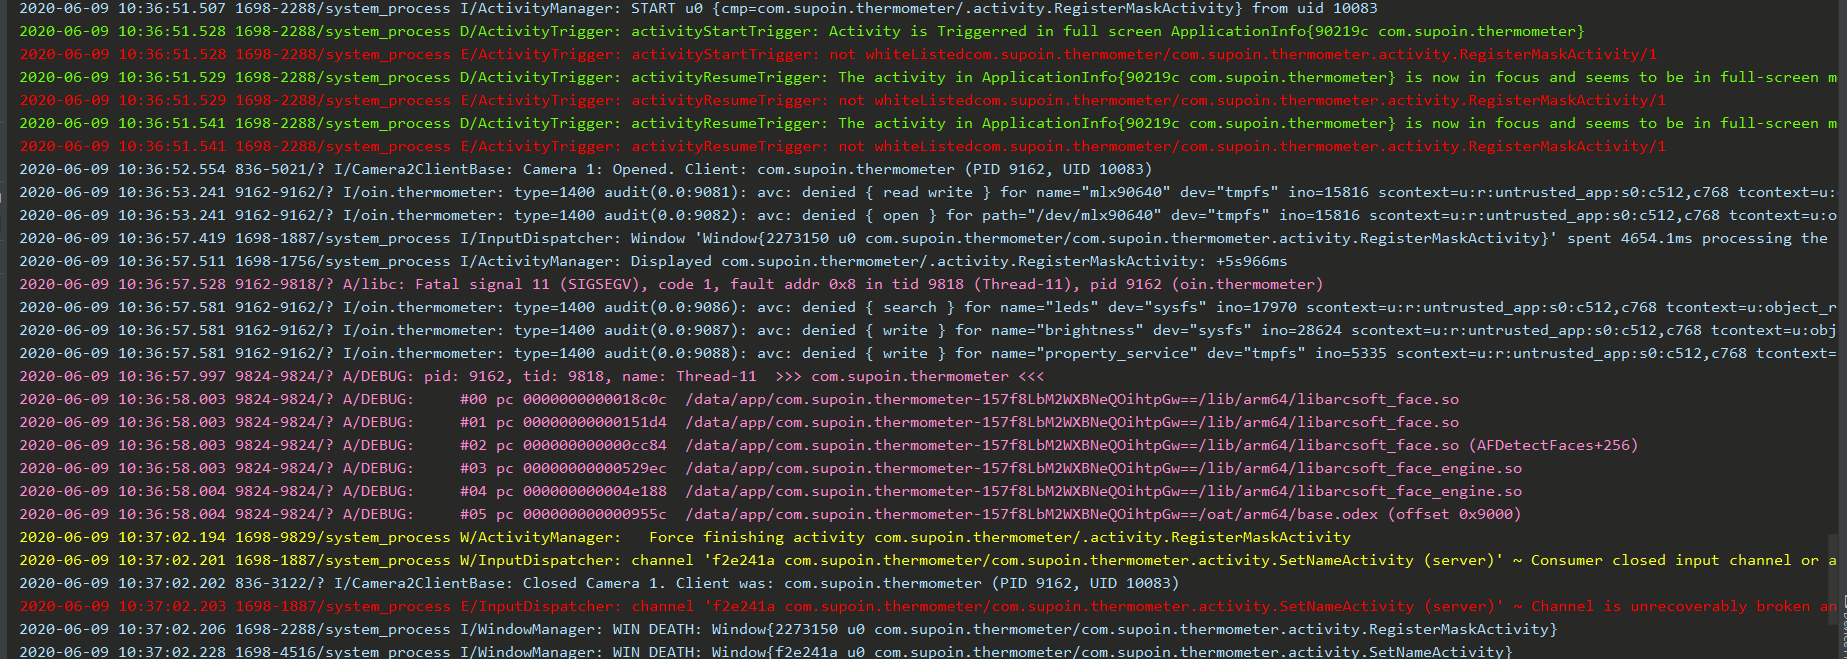 2020-06-09 10:36:51.507 1698-2288/system_process I/ActivityManager: START u0 {cmp=com.supoin.thermometer/.activity.RegisterMaskActivity} from uid 10083
2020-06-09 10:36:51.528 1698-2288/system_process D/ActivityTrigger: activityStartTrigger: Activity is Triggerred in full screen ApplicationInfo{90219c com.supoin.thermometer}
2020-06-09 10:36:51.528 1698-2288/system_process E/ActivityTrigger: activityStartTrigger: not whiteListedcom.supoin.thermometer/com.supoin.thermometer.activity.RegisterMaskActivity/1
2020-06-09 10:36:51.529 1698-2288/system_process D/ActivityTrigger: activityResumeTrigger: The activity in ApplicationInfo{90219c com.supoin.thermometer} is now in focus and seems to be in full-screen m
2020-06-09 10:36:51.529 1698-2288/system_process E/ActivityTrigger: activityResumeTrigger: not whiteListedcom.supoin.thermometer/com.supoin.thermometer.activity.RegisterMaskActivity/1
2020-06-09 10:36:51.541 1698-2288/system_process D/ActivityTrigger: activityResumeTrigger: The activity in ApplicationInfo{90219c com.supoin.thermometer} is now in focus and seems to be in full-screen m
2020-06-09 10:36:51.541 1698-2288/system_process E/ActivityTrigger: activityResumeTrigger: not whiteListedcom.supoin.thermometer/com.supoin.thermometer.activity.RegisterMaskActivity/1
2020-06-09 10:36:52.554 836-5021/? I/Camera2ClientBase: Camera 1: Opened. Client: com.supoin.thermometer (PID 9162, UID 10083)
2020-06-09 10:36:53.241 9162-9162/? I/oin.thermometer: type=1400 audit(0.0:9081): avc: denied { read write } for name="mlx90640" dev="tmpfs" ino=15816 scontext=u:r:untrusted_app:s0:c512,c768 tcontext=u:
2020-06-09 10:36:53.241 9162-9162/? I/oin.thermometer: type=1400 audit(0.0:9082): avc: denied { open } for path="/dev/mlx90640" dev="tmpfs" ino=15816 scontext=u:r:untrusted_app:s0:c512,c768 tcontext=u:o
2020-06-09 10:36:57.419 1698-1887/system_process I/InputDispatcher: Window 'Window{2273150 u0 com.supoin.thermometer/com.supoin.thermometer.activity.RegisterMaskActivity}' spent 4654.1ms processing the
2020-06-09 10:36:57.511 1698-1756/system_process I/ActivityManager: Displayed com.supoin.thermometer/.activity.RegisterMaskActivity: +5s966ms
2020-06-09 10:36:57.528 9162-9818/? A/libc: Fatal signal 11 (SIGSEGV), code 1, fault addr 0x8 in tid 9818 (Thread-11), pid 9162 (oin.thermometer)
2020-06-09 10:36:57.581 9162-9162/? I/oin.thermometer: type=1400 audit(0.0:9086): avc: denied { search } for name="leds" dev="sysfs" ino=17970 scontext=u:r:untrusted_app:s0:c512,c768 tcontext=u:object_r
2020-06-09 10:36:57.581 9162-9162/? I/oin.thermometer: type=1400 audit(0.0:9087): avc: denied { write } for name="brightness" dev="sysfs" ino=28624 scontext=u:r:untrusted_app:s0:c512,c768 tcontext=u:obj
2020-06-09 10:36:57.581 9162-9162/? I/oin.thermometer: type=1400 audit(0.0:9088): avc: denied { write } for name="property_service" dev="tmpfs" ino=5335 scontext=u:r:untrusted_app:s0:c512,c768 tcontext=
2020-06-09 10:36:57.997 9824-9824/? A/DEBUG: pid: 9162, tid: 9818, name: Thread-11  >>> com.supoin.thermometer <<<
2020-06-09 10:36:58.003 9824-9824/? A/DEBUG:     #00 pc 0000000000018c0c  /data/app/com.supoin.thermometer-157f8LbM2WXBNeQOihtpGw==/lib/arm64/libarcsoft_face.so
2020-06-09 10:36:58.003 9824-9824/? A/DEBUG:     #01 pc 00000000000151d4  /data/app/com.supoin.thermometer-157f8LbM2WXBNeQOihtpGw==/lib/arm64/libarcsoft_face.so
2020-06-09 10:36:58.003 9824-9824/? A/DEBUG:     #02 pc 000000000000cc84  /data/app/com.supoin.thermometer-157f8LbM2WXBNeQOihtpGw==/lib/arm64/libarcsoft_face.so (AFDetectFaces+256)
2020-06-09 10:36:58.003 9824-9824/? A/DEBUG:     #03 pc 00000000000529ec  /data/app/com.supoin.thermometer-157f8LbM2WXBNeQOihtpGw==/lib/arm64/libarcsoft_face_engine.so
2020-06-09 10:36:58.004 9824-9824/? A/DEBUG:     #04 pc 000000000004e188  /data/app/com.supoin.thermometer-157f8LbM2WXBNeQOihtpGw==/lib/arm64/libarcsoft_face_engine.so
2020-06-09 10:36:58.004 9824-9824/? A/DEBUG:     #05 pc 000000000000955c  /data/app/com.supoin.thermometer-157f8LbM2WXBNeQOihtpGw==/oat/arm64/base.odex (offset 0x9000)
2020-06-09 10:37:02.194 1698-9829/system_process W/ActivityManager:   Force finishing activity com.supoin.thermometer/.activity.RegisterMaskActivity
2020-06-09 10:37:02.201 1698-1887/system_process W/InputDispatcher: channel 'f2e241a com.supoin.thermometer/com.supoin.thermometer.activity.SetNameActivity (server)' ~ Consumer closed input channel or a
2020-06-09 10:37:02.202 836-3122/? I/Camera2ClientBase: Closed Camera 1. Client was: com.supoin.thermometer (PID 9162, UID 10083)
2020-06-09 10:37:02.203 1698-1887/system_process E/InputDispatcher: channel 'f2e241a com.supoin.thermometer/com.supoin.thermometer.activity.SetNameActivity (server)' ~ Channel is unrecoverably broken an
2020-06-09 10:37:02.206 1698-2288/system_process I/WindowManager: WIN DEATH: Window{2273150 u0 com.supoin.thermometer/com.supoin.thermometer.activity.RegisterMaskActivity}
2020-06-09 10:37:02.228 1698-4516/system_process I/WindowManager: WIN DEATH: Window{f2e241a u0 com.supoin.thermometer/com.supoin.thermometer.activity.SetNameActivity}